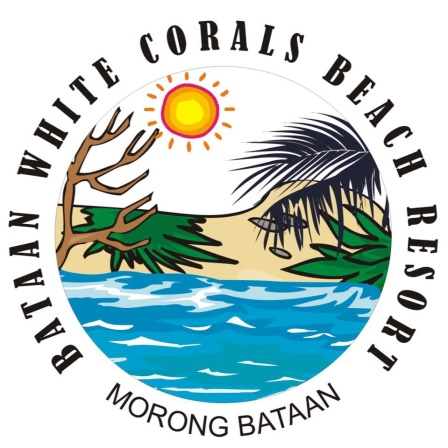 BATAAN WHITE CORALS BEACH RESORT
MORONG BATAAN